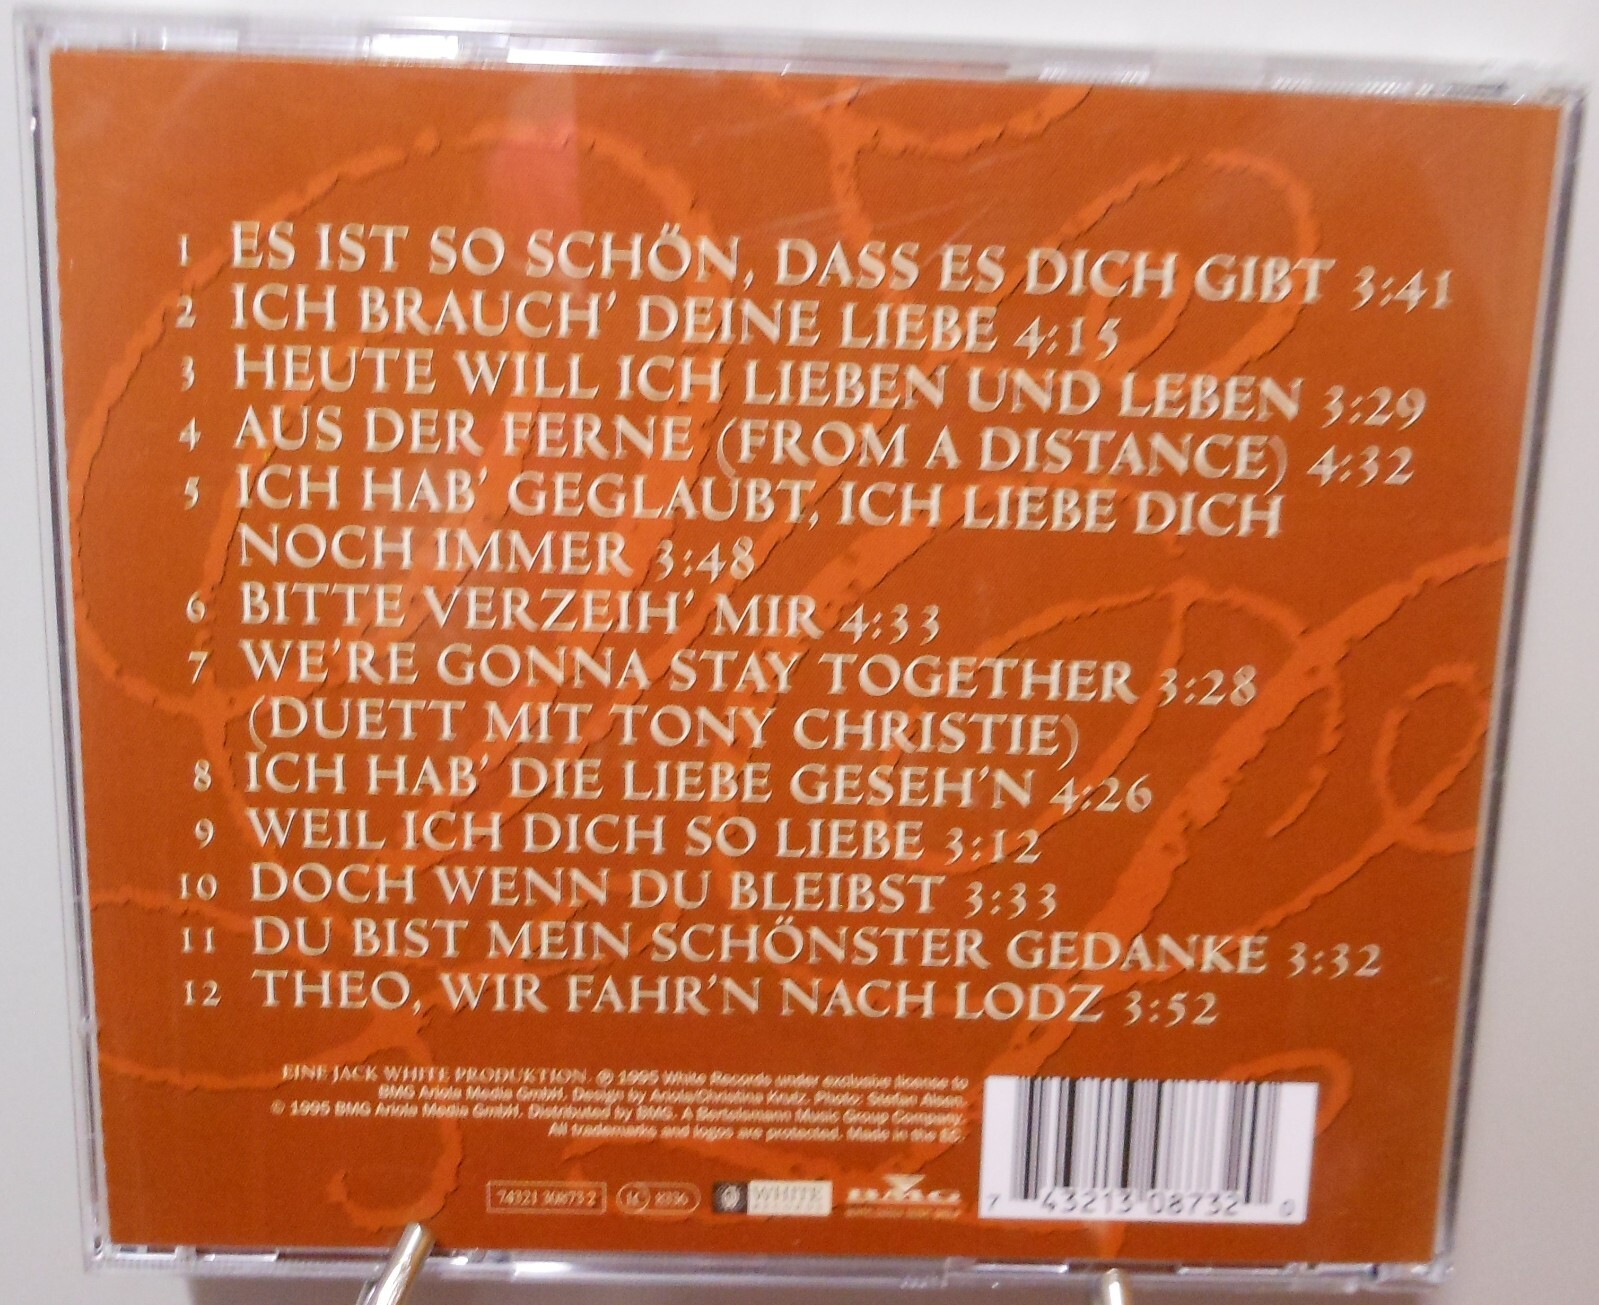 1 ES IST SO SCHÖN, DASS ES DICH GIBT 3:41
2 ICH BRAUCH' DEINE LIEBE 4:15
3 HEUTE WILL ICH LIEBEN UND LEBEN 3:29
4 AUS DER FERNE (FROM A DISTANCE) 4:32
5 ICH HAB' GEGLAUBT, ICH LIEBE DICH
NOCH IMMER 3:48
6 BITTE VERZEIH' MIR 4:33
7 WE'RE GONNA STAY TOGETHER 3:28
(DUETT MIT TONY CHRISTIE)
8 ICH HAB' DIE LIEBE GESEH'N 4:26
9 WEIL ICH DICH SO LIEBE 3:12
10 DOCH WENN DU BLEIBST 3:33
11 DU BIST MEIN SCHÖNSTER GEDANKE 3:32
12 THEO, WIR FAHR'N NACH LODZ 3:52
EINE JACK WHITE PRODUKTION. ℗ 1995 White Records under exclusive license to
BMG Ariola Media GmbH. Design by Ariola/Christina Krutz. Photo: Stefan
© 1995 BMG Ariola Media GmbH. Distributed by BMG. A Bertelsmann Music Group Company.
All trademarks and logos are protected. Made in the EC.
74321 30873 2
LC 8336
WHITE
BMG
7 43213 08732 0